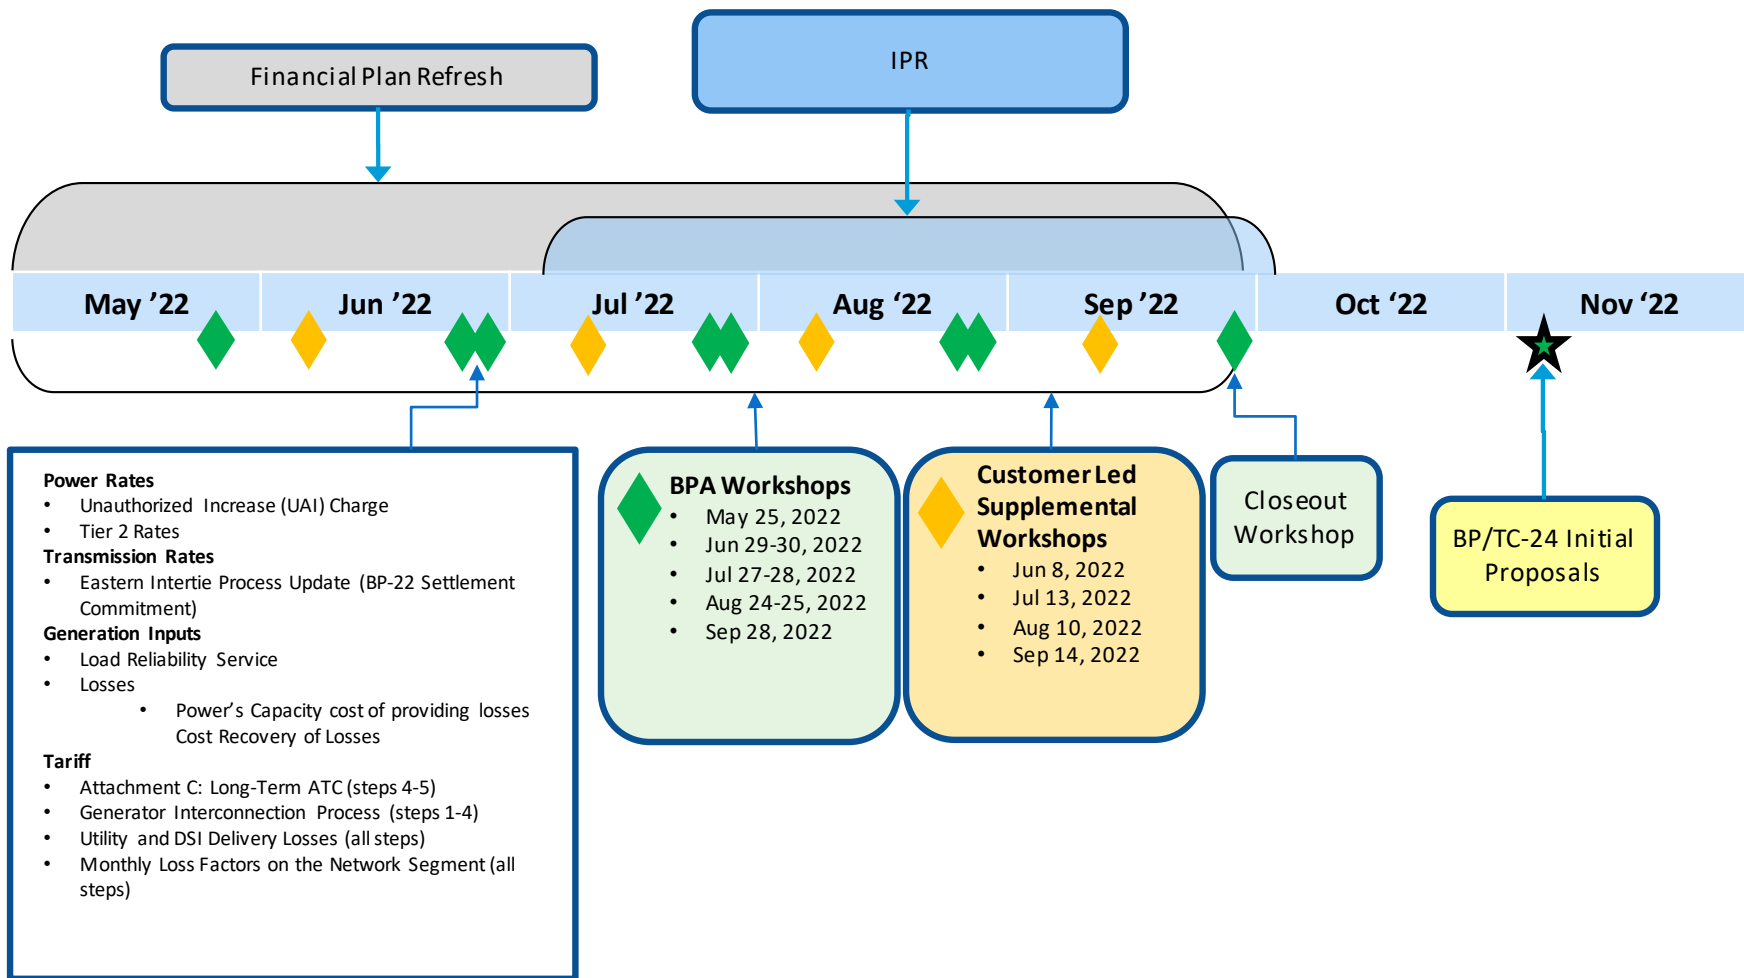 Financial Plan Refresh
IPR
May ’22
Jun ’22
Jul ’22
Aug ‘22
Sep ’22
Oct ‘22
Nov ‘22
Power Rates
• Unauthorized Increase (UAI) Charge
• Tier 2 Rates
Transmission Rates
• Eastern Intertie Process Update (BP-22 Settlement
Commitment)
Generation Inputs
• Load Reliability Service
• Losses
• Power’s Capacity cost of providing losses
Cost Recovery of Losses
Tariff
• Attachment C: Long-Term ATC (steps 4-5)
• Generator Interconnection Process (steps 1-4)
• Utility and DSI Delivery Losses (all steps)
• Monthly Loss Factors on the Network Segment (all
steps)
BPA Workshops
• May 25, 2022
• Jun 29-30, 2022
• Jul 27-28, 2022
• Aug 24-25, 2022
• Sep 28, 2022
Customer Led
Supplemental
Workshops
• Jun 8, 2022
• Jul 13, 2022
• Aug 10, 2022
• Sep 14, 2022
Closeout
Workshop
BP/TC-24 Initial
Proposals